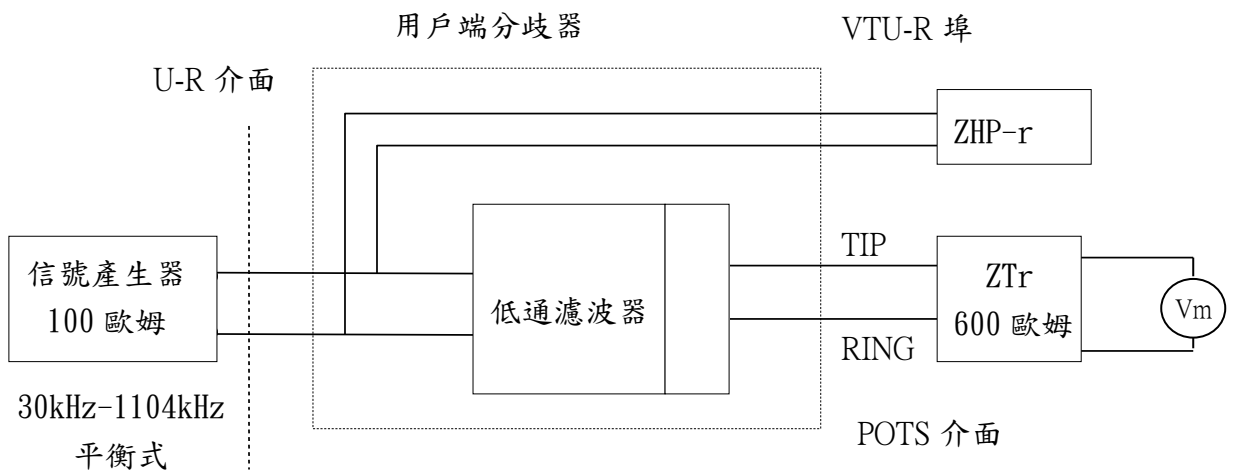 用戶端分歧器
VTU-R 埠
U-R 介面
ZHP-r
信號產生器
100 歐姆
低通濾波器
TIP
RING
ZTr
600 歐姆
Vm
30kHz-1104kHz
平衡式
POTS 介面